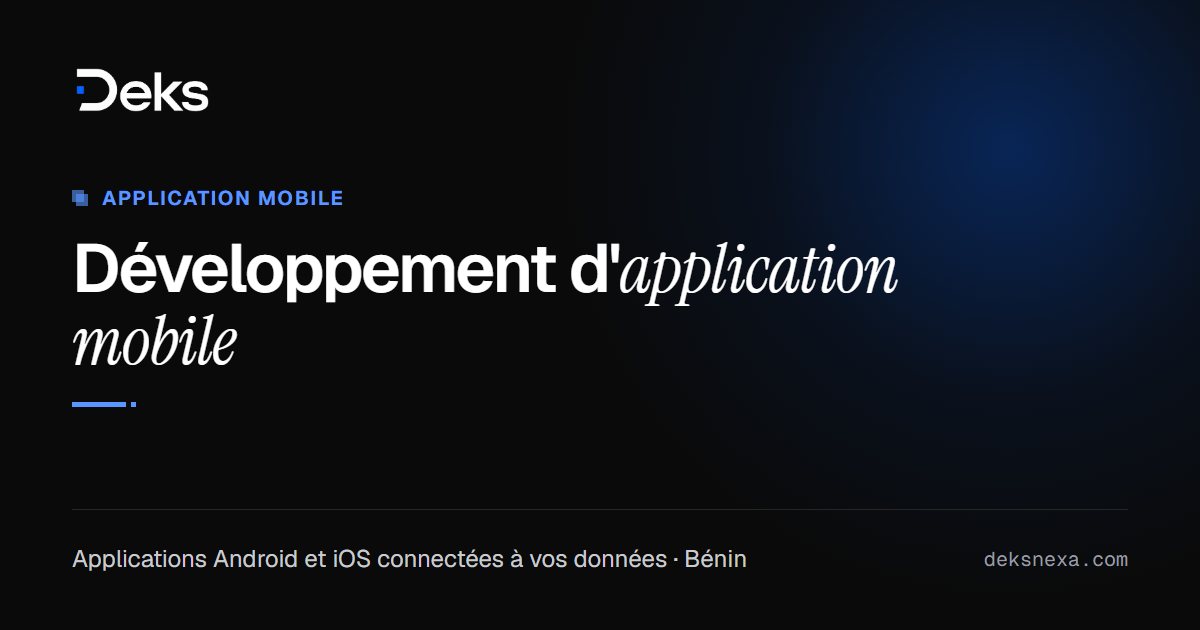 Deks
APPLICATION MOBILE
Développement d'application
mobile
Applications Android et iOS connectées à vos données · Bénin
deksnexa.com